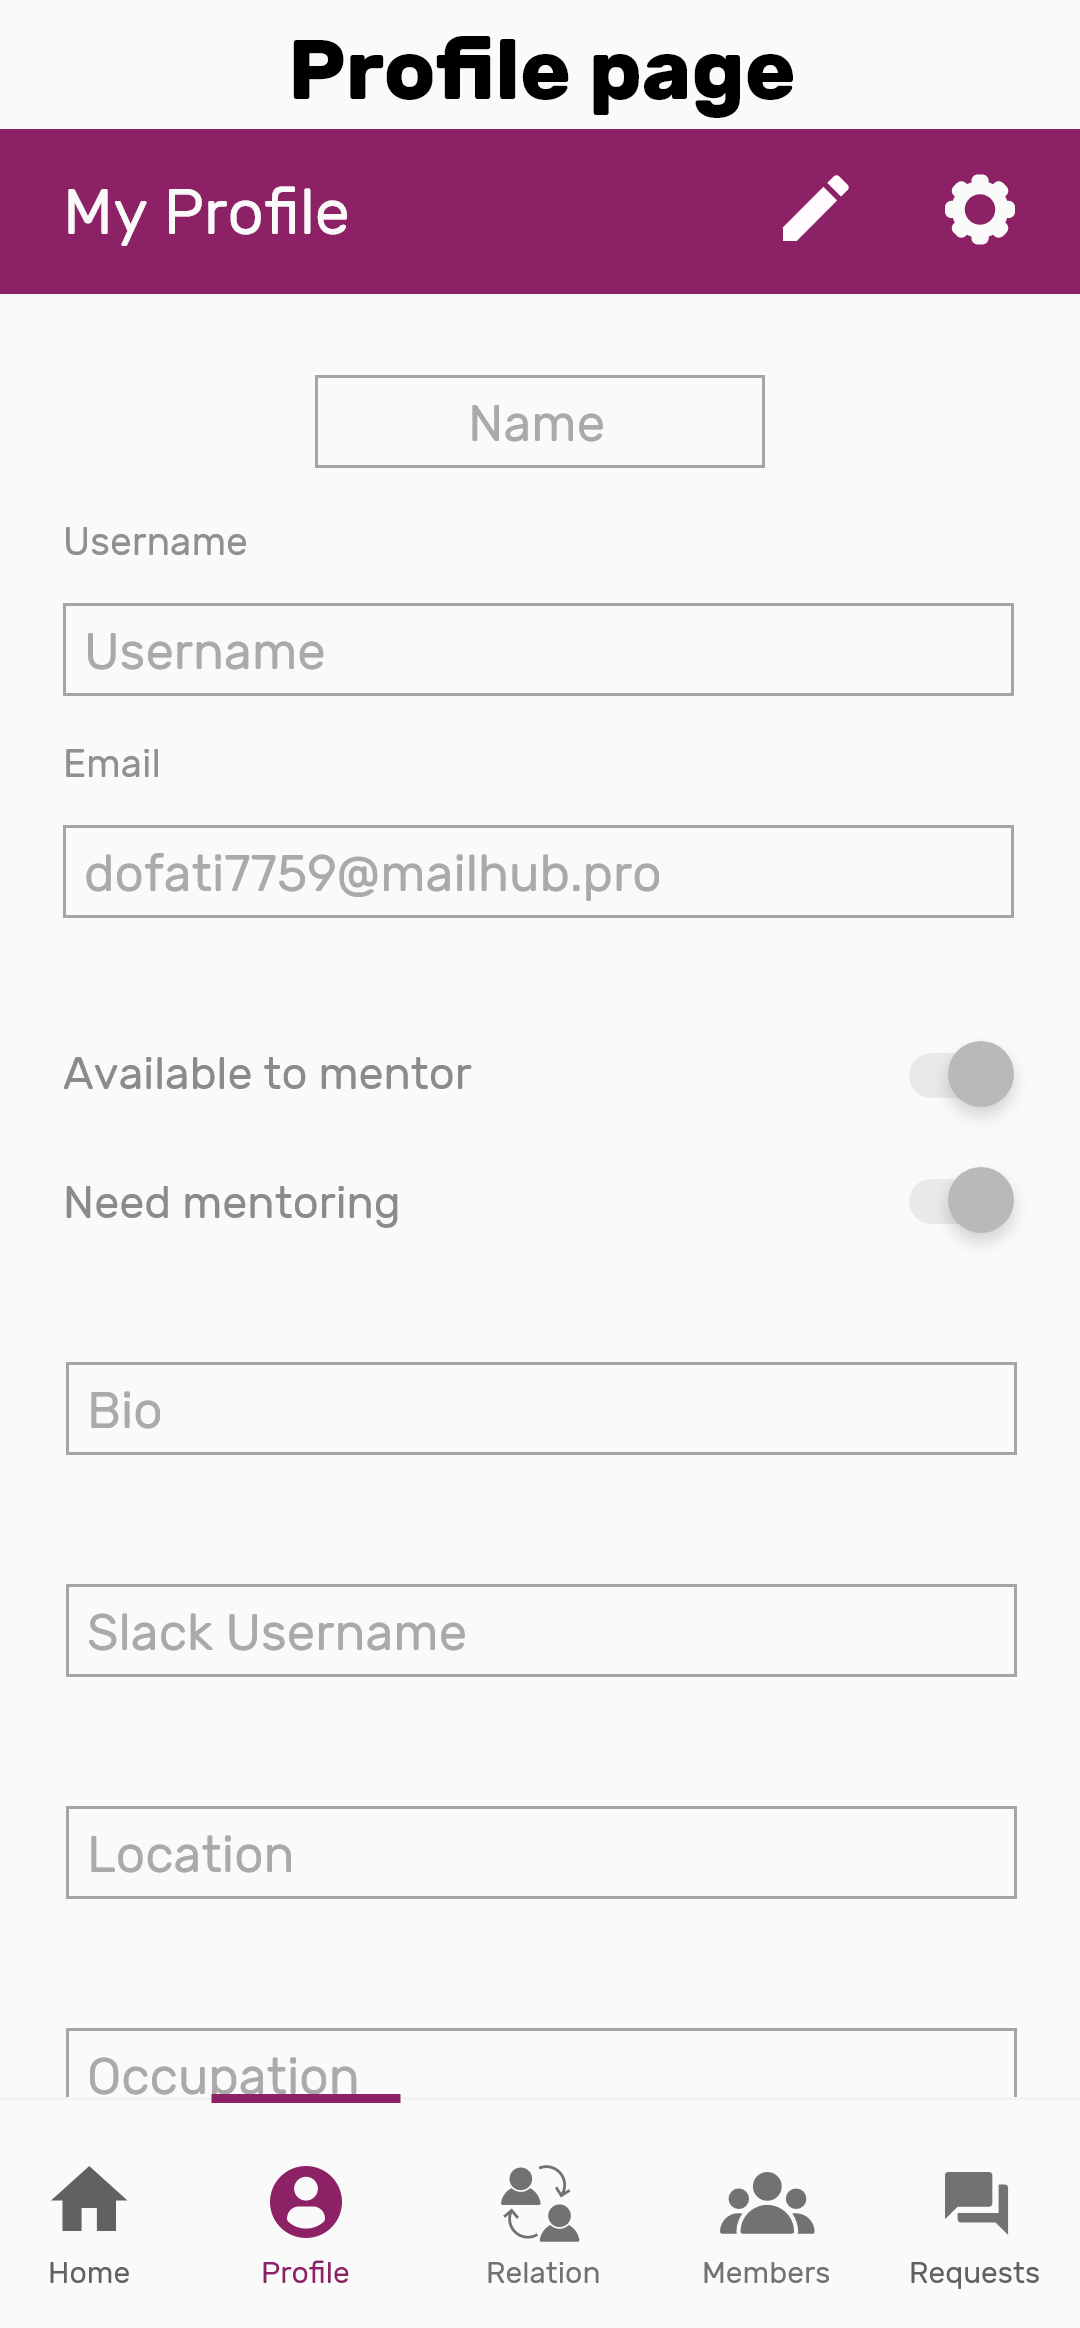 Profile page
My Profile
Name
Username
Username
Email
dofati7759@mailhub.pro
Available to mentor
Need mentoring
Bio
Slack Username
Location
Occupation
Home
Profile
Relation
Members
Requests